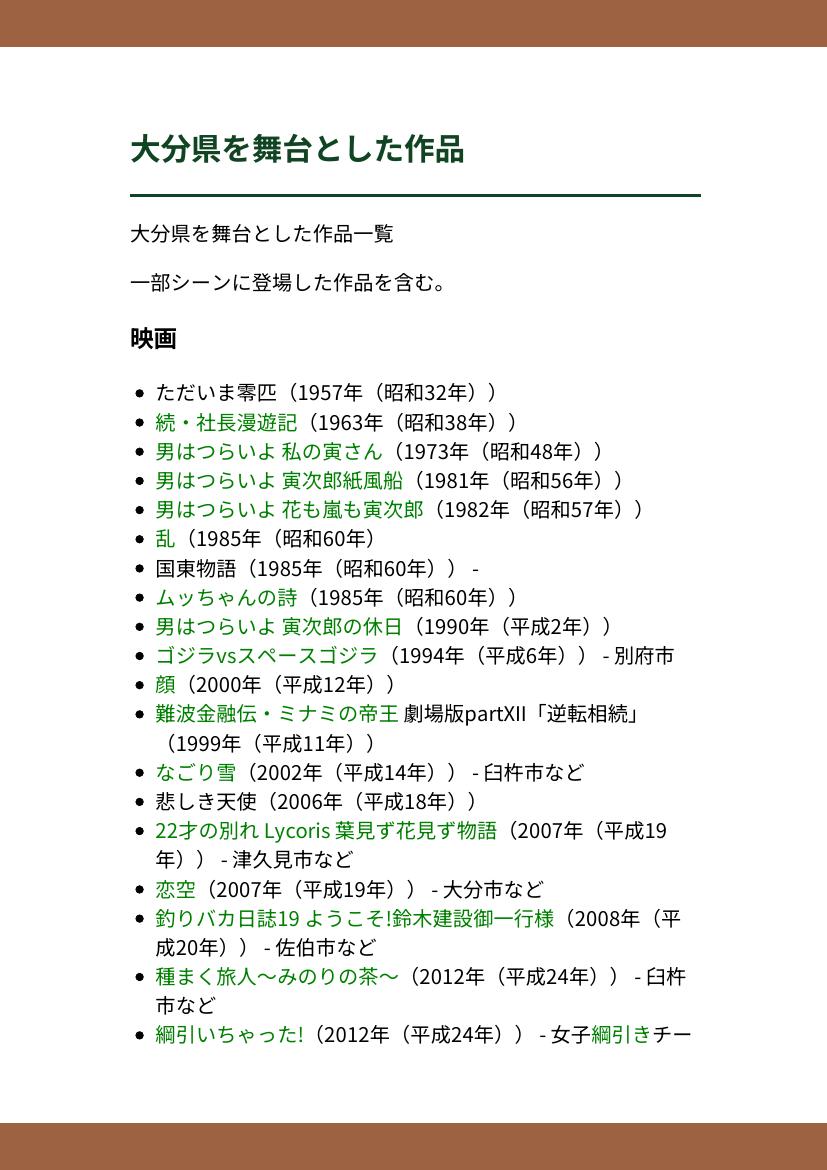 大分県を舞台とした作品
大分県を舞台とした作品一覧
一部シーンに登場した作品を含む。
映画
• ただいま零匹（1957年（昭和32年））
• 続・社長漫遊記（1963年（昭和38年））
• 男はつらいよ 私の寅さん（1973年（昭和48年））
• 男はつらいよ 寅次郎紙風船（1981年（昭和56年））
• 男はつらいよ 花も嵐も寅次郎（1982年（昭和57年））
• 乱（1985年（昭和60年）
• 国東物語（1985年（昭和60年）） -
• ムッちゃんの詩（1985年（昭和60年））
• 男はつらいよ 寅次郎の休日（1990年（平成2年））
• ゴジラvsスペースゴジラ（1994年（平成6年）） - 別府市
• 顔（2000年（平成12年））
• 難波金融伝・ミナミの帝王 劇場版partXII「逆転相続」
（1999年（平成11年））
• なごり雪（2002年（平成14年）） - 臼杵市など
• 悲しき天使（2006年（平成18年））
• 22才の別れ Lycoris 葉見ず花見ず物語（2007年（平成19
年）） - 津久見市など
• 恋空（2007年（平成19年）） - 大分市など
• 釣りバカ日誌19 ようこそ!鈴木建設御一行様（2008年（平
成20年）） - 佐伯市など
• 種まく旅人〜みのりの茶〜（2012年（平成24年）） - 臼杵
市など
• 綱引いちゃった!（2012年（平成24年）） - 女子綱引きチー